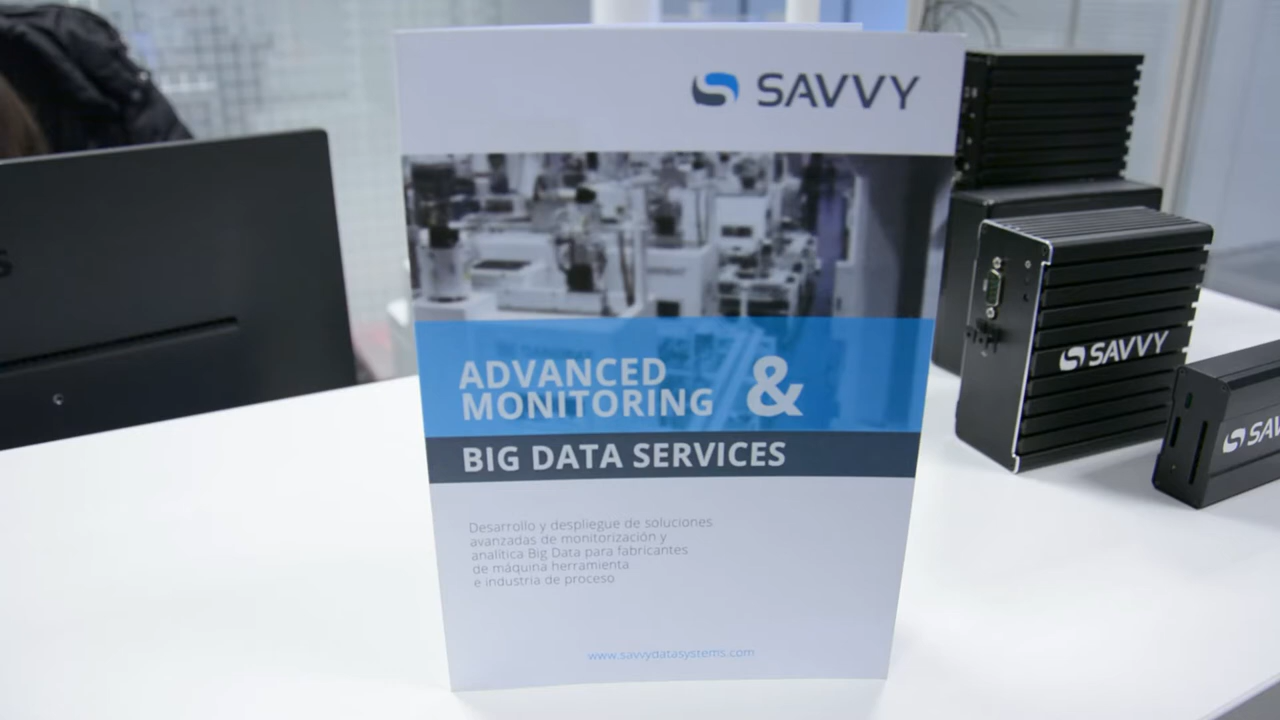 SAVVY
ADVANCED
MONITORING &
BIG DATA SERVICES
Desarrollo y despliegue de soluciones
avanzadas de monitorización y
analítica Big Data para fabricantes
de máquina herramienta
e industria de proceso
www.savvydatasystems.com
SAVVY